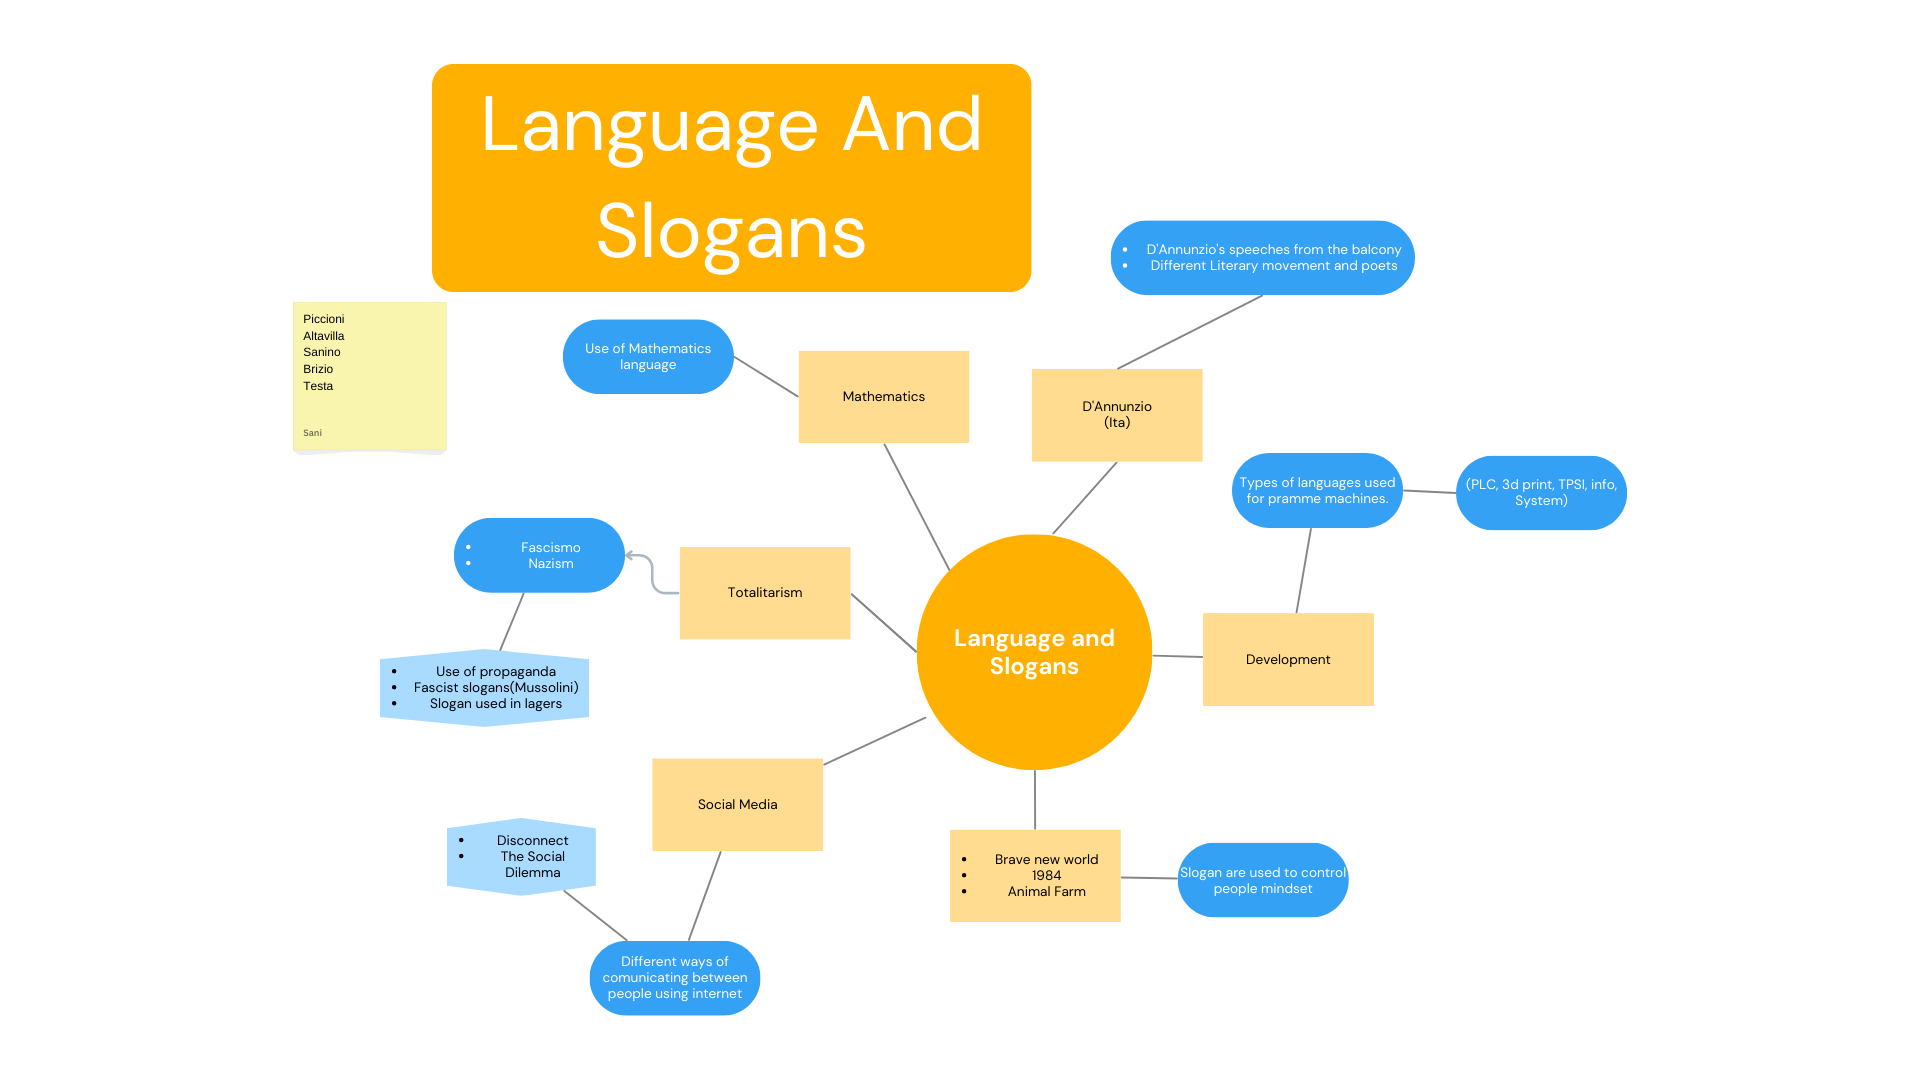 Language And
Slogans
Piccioni
Altavilla
Sanino
Brizio
Testa
Sani
• D'Annunzio's speeches from the balcony
• Different Literary movement and poets
Use of Mathematics
language
Mathematics
D'Annunzio
(Ita)
Types of languages used
for pramme machines.
(PLC, 3d print, TPSI, info,
System)
• Fascismo
• Nazism
Totalitarism
Language and
Slogans
Development
• Use of propaganda
• Fascist slogans(Mussolini)
• Slogan used in lagers
Social Media
• Disconnect
• The Social
Dilemma
• Brave new world
• 1984
• Animal Farm
Slogan are used to control
people mindset
Different ways of
comunicating between
people using internet